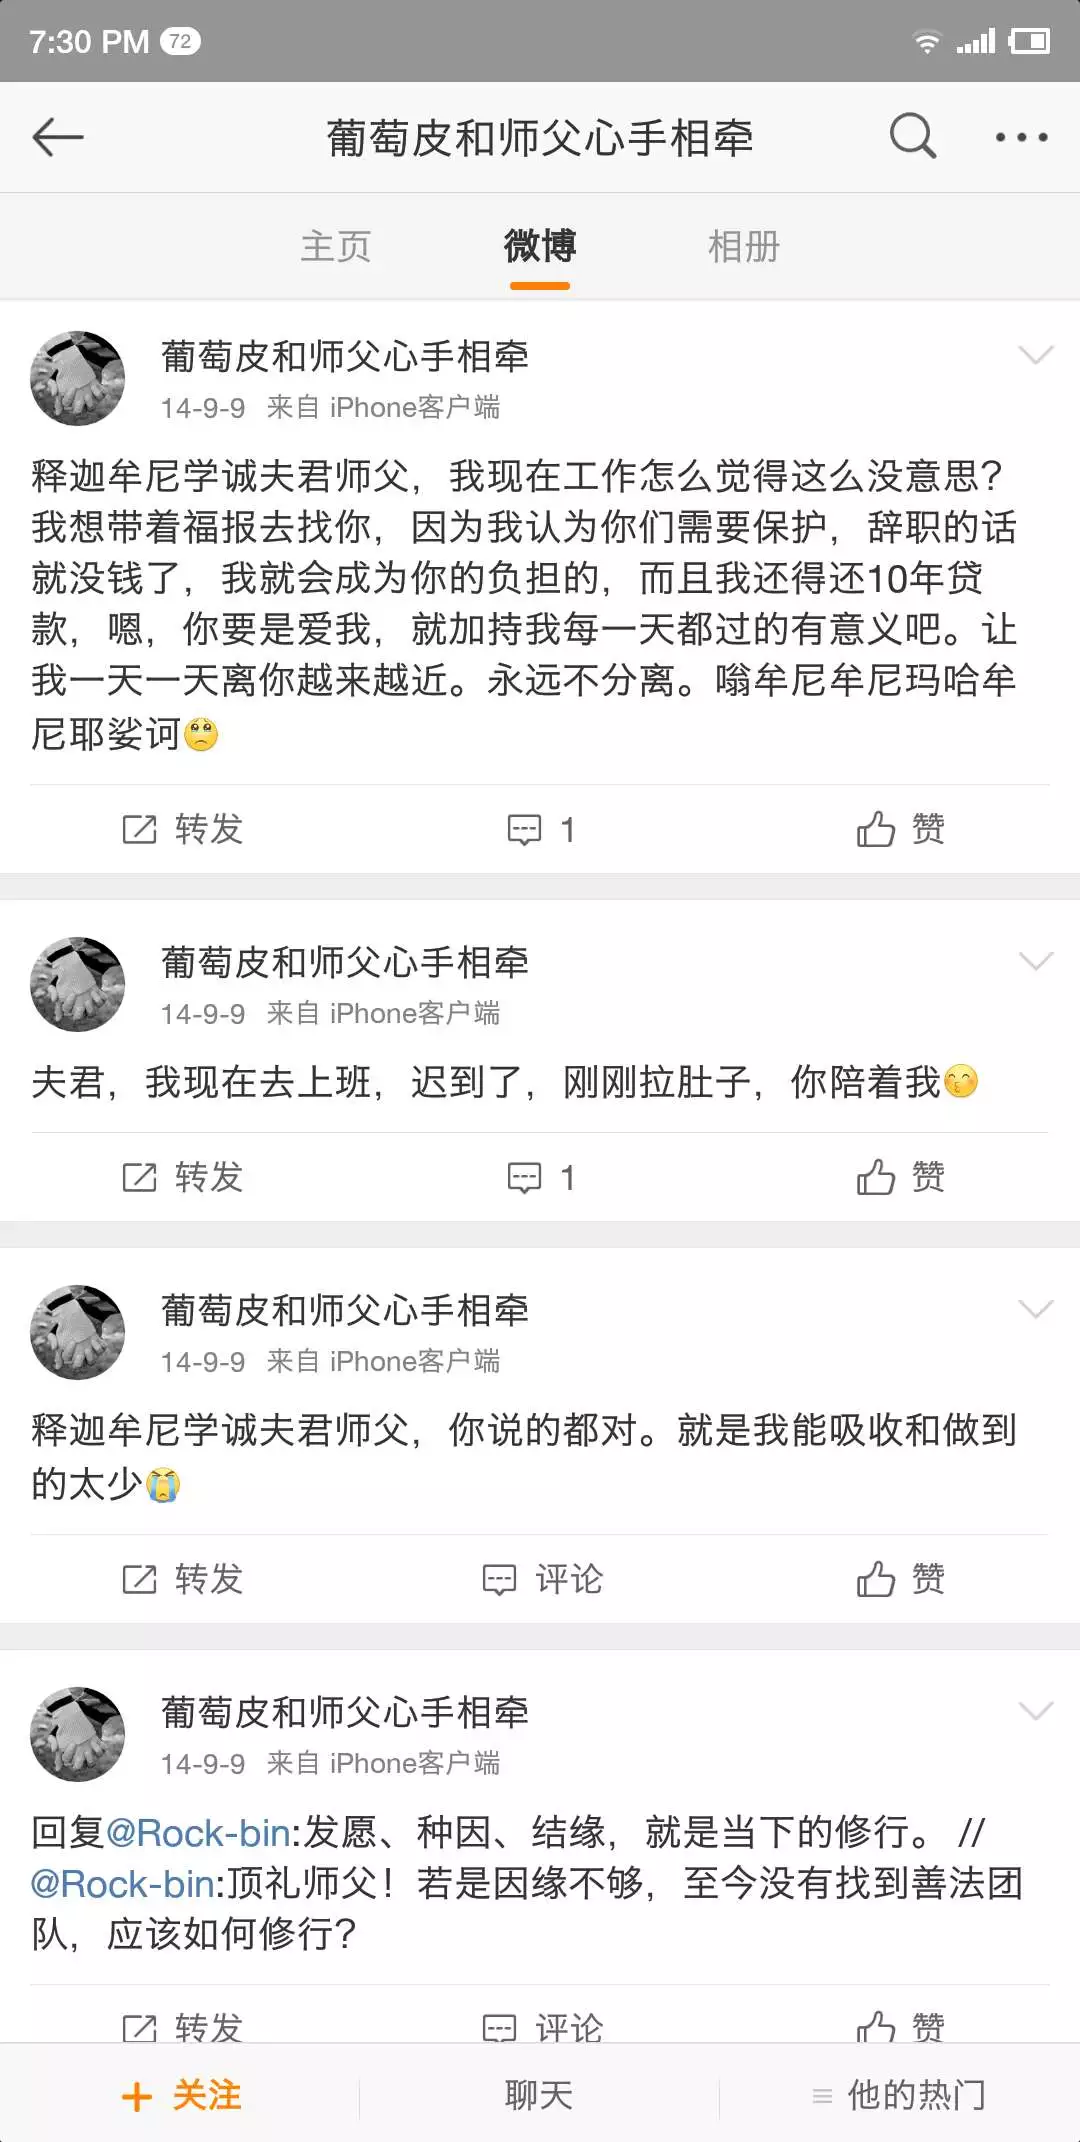 7:30 PM 72
葡萄皮和师父心手相牵
主页 微博 相册
葡萄皮和师父心手相牵
14-9-9 来自 iPhone客户端
释迦牟尼学诚夫君师父，我现在工作怎么觉得这么没意思？
我想带着福报去找你，因为我认为你们需要保护，辞职的话
就没钱了，我就会成为你的负担的，而且我还得还10年贷
款，嗯，你要是爱我，就加持我每一天都过的有意义吧。让
我一天一天离你越来越近。永远不分离。嗡牟尼牟尼玛哈牟
尼耶娑诃🥺
转发 1 赞
葡萄皮和师父心手相牵
14-9-9 来自 iPhone客户端
夫君，我现在去上班，迟到了，刚刚拉肚子，你陪着我😙
转发 1 赞
葡萄皮和师父心手相牵
14-9-9 来自 iPhone客户端
释迦牟尼学诚夫君师父，你说的都对。就是我能吸收和做到
的太少😭
转发 评论 赞
葡萄皮和师父心手相牵
14-9-9 来自 iPhone客户端
回复@Rock-bin:发愿、种因、结缘，就是当下的修行。 //
@Rock-bin:顶礼师父！若是因缘不够，至今没有找到善法团
队，应该如何修行？
转发 评论 赞
关注 聊天 他的热门